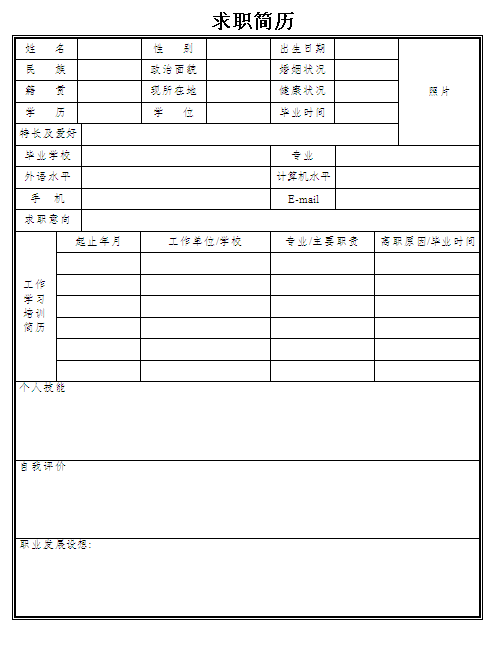 求职简历
姓 名 性 别 出生日期
民 族 政治面貌 婚姻状况
籍 贯 现所在地 健康状况 照片
学 历 学 位 毕业时间
特长及爱好
毕业学校 专业
外语水平 计算机水平
手 机 E-mail
求职意向
起止年月 工作单位/学校 专业/主要职责 离职原因/毕业时间
工作
学习
培训
简历
个人技能
自我评价
职业发展设想: